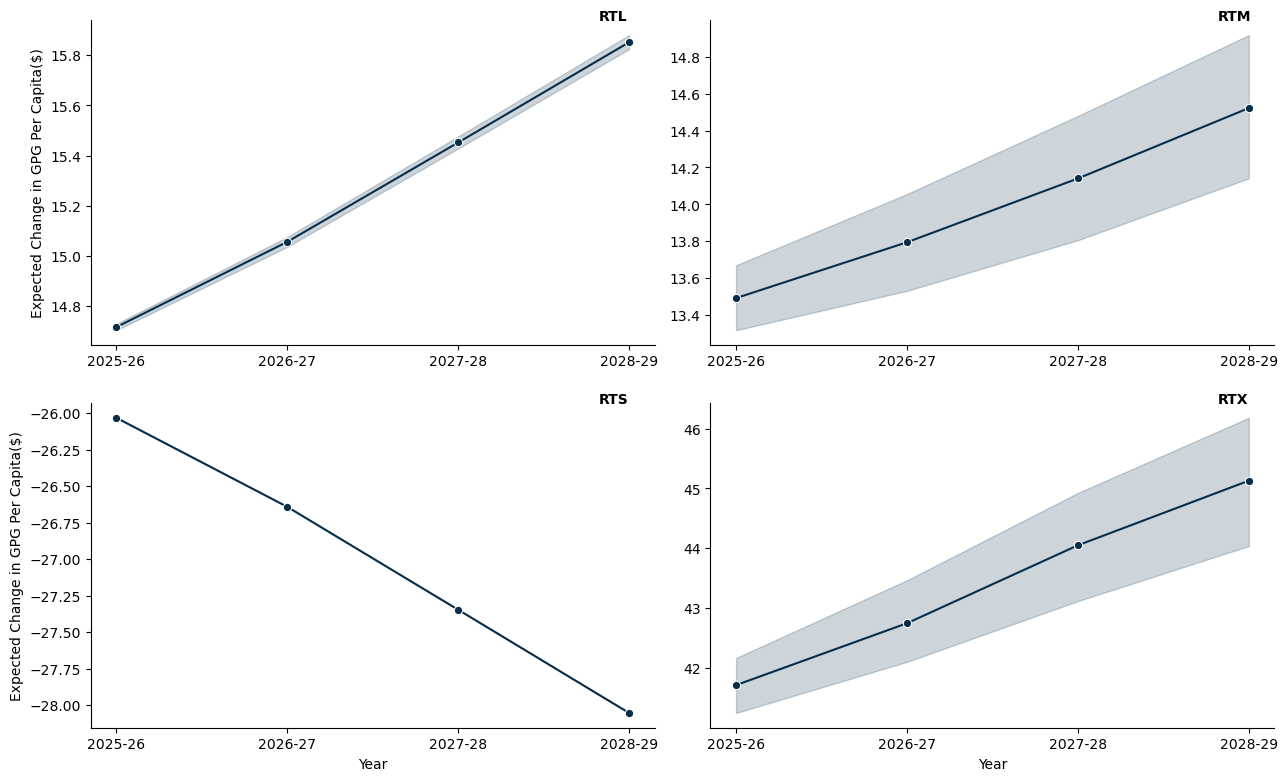 RTL
Expected Change in GPG Per Capita($)
15.8
15.6
15.4
15.2
15.0
14.8
2025-26 2026-27 2027-28 2028-29
RTM
14.8
14.6
14.4
14.2
14.0
13.8
13.6
13.4
2025-26 2026-27 2027-28 2028-29
RTS
Expected Change in GPG Per Capita($)
−26.00
−26.25
−26.50
−26.75
−27.00
−27.25
−27.50
−27.75
−28.00
2025-26 2026-27 2027-28 2028-29
Year
RTX
46
45
44
43
42
2025-26 2026-27 2027-28 2028-29
Year